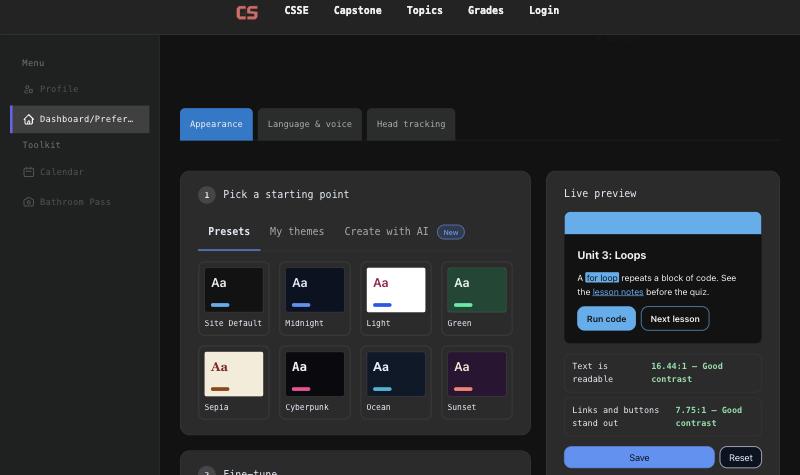 CS CSSE Capstone Topics Grades Login
Menu
Profile
Dashboard/Prefer…
Toolkit
Calendar
Bathroom Pass
Appearance Language & voice Head tracking
1 Pick a starting point
Presets My themes Create with AI New
Aa Aa Aa Aa
Site Default Midnight Light Green
Aa Aa Aa Aa
Sepia Cyberpunk Ocean Sunset
Live preview
Unit 3: Loops
A for loop repeats a block of code. See
the lesson notes before the quiz.
Run code Next lesson
Text is 16.44:1 — Good
readable contrast
Links and buttons 7.75:1 — Good
stand out contrast
Save Reset
2 Fine-tune